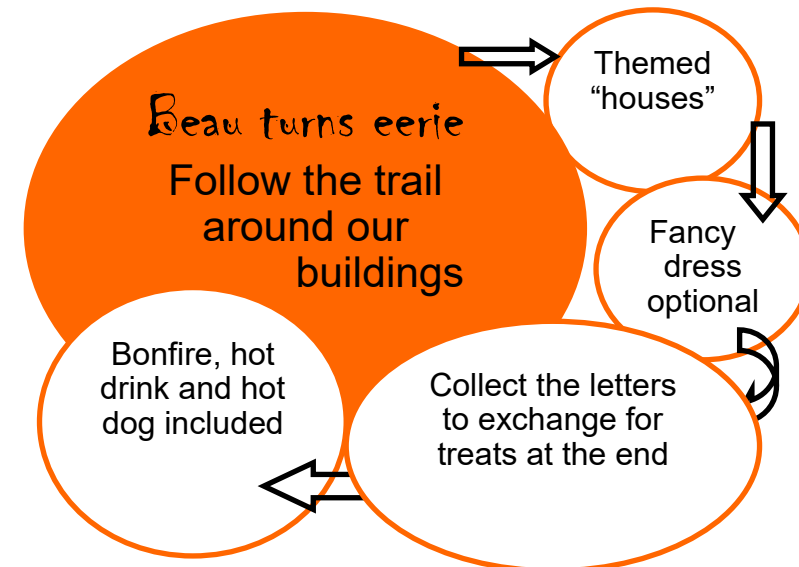 Beau turns eerie
Follow the trail
around our
buildings
Themed
“houses”
Fancy
dress
optional
Collect the letters
to exchange for
treats at the end
Bonfire, hot
drink and hot
dog included